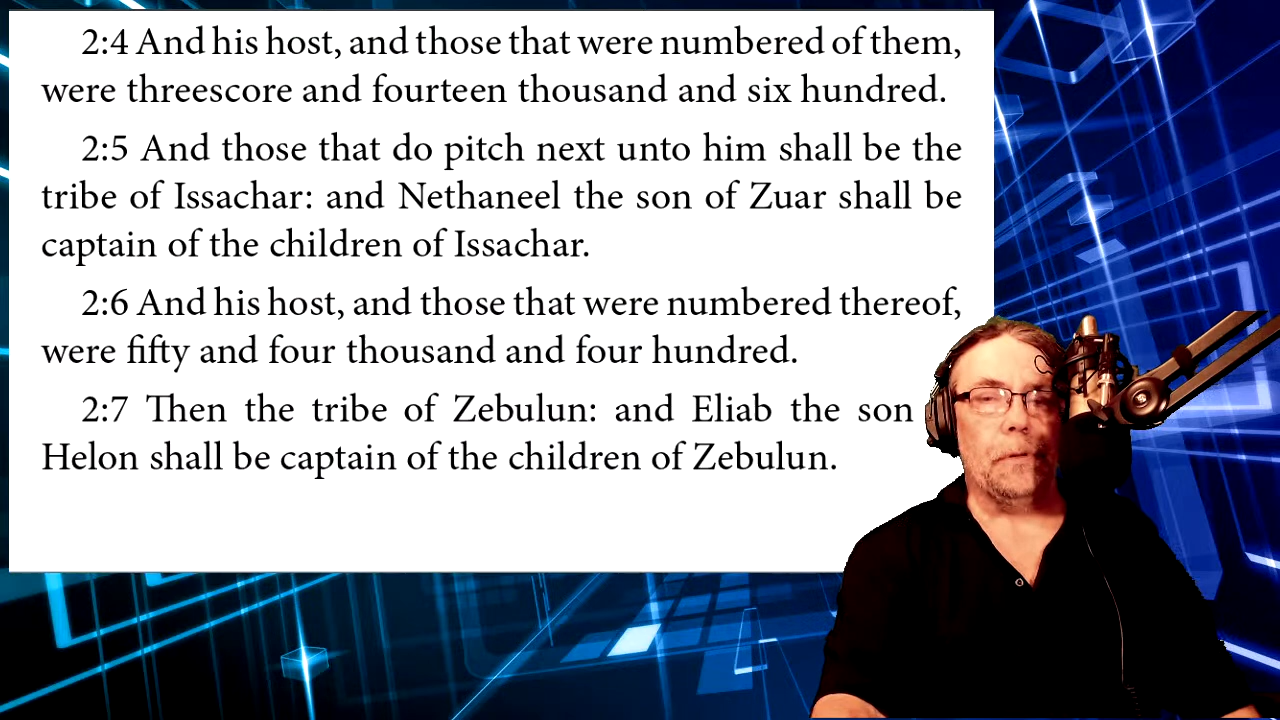 2:4 And his host, and those that were numbered of them,
were threescore and fourteen thousand and six hundred.
2:5 And those that do pitch next unto him shall be the
tribe of Issachar: and Nethaneel the son of Zuar shall be
captain of the children of Issachar.
2:6 And his host, and those that were numbered thereof,
were fifty and four thousand and four hundred.
2:7 Then the tribe of Zebulun: and Eliab the son
Helon shall be captain of the children of Zebulun.